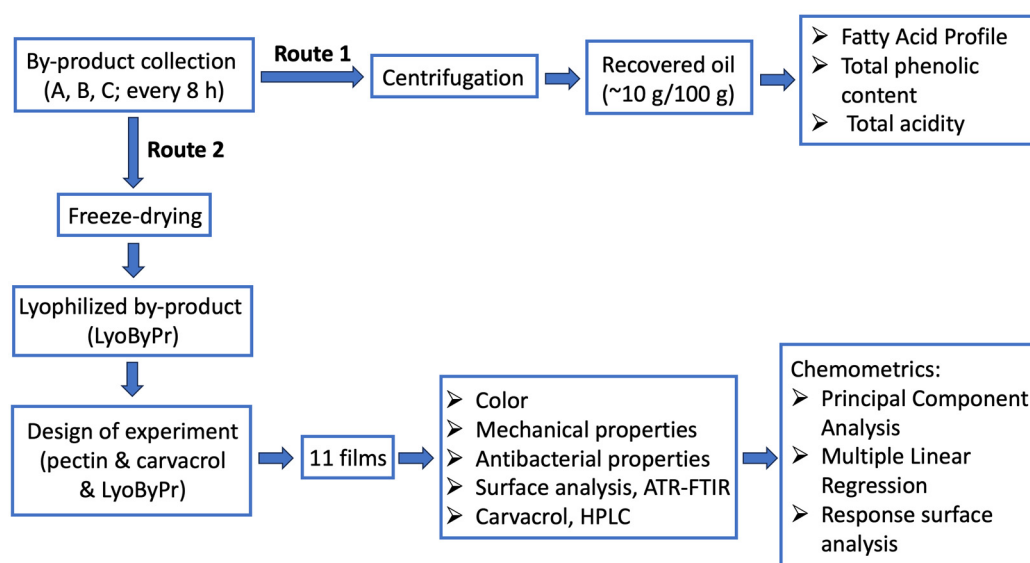 By-product collection
(A, B, C; every 8 h)
Route 1
Centrifugation
Recovered oil
(~10 g/100 g)
➢ Fatty Acid Profile
➢ Total phenolic
content
➢ Total acidity
Route 2
Freeze-drying
Lyophilized by-product
(LyoByPr)
Design of experiment
(pectin & carvacrol
& LyoByPr)
11 films
➢ Color
➢ Mechanical properties
➢ Antibacterial properties
➢ Surface analysis, ATR-FTIR
➢ Carvacrol, HPLC
Chemometrics:
➢ Principal Component
Analysis
➢ Multiple Linear
Regression
➢ Response surface
analysis